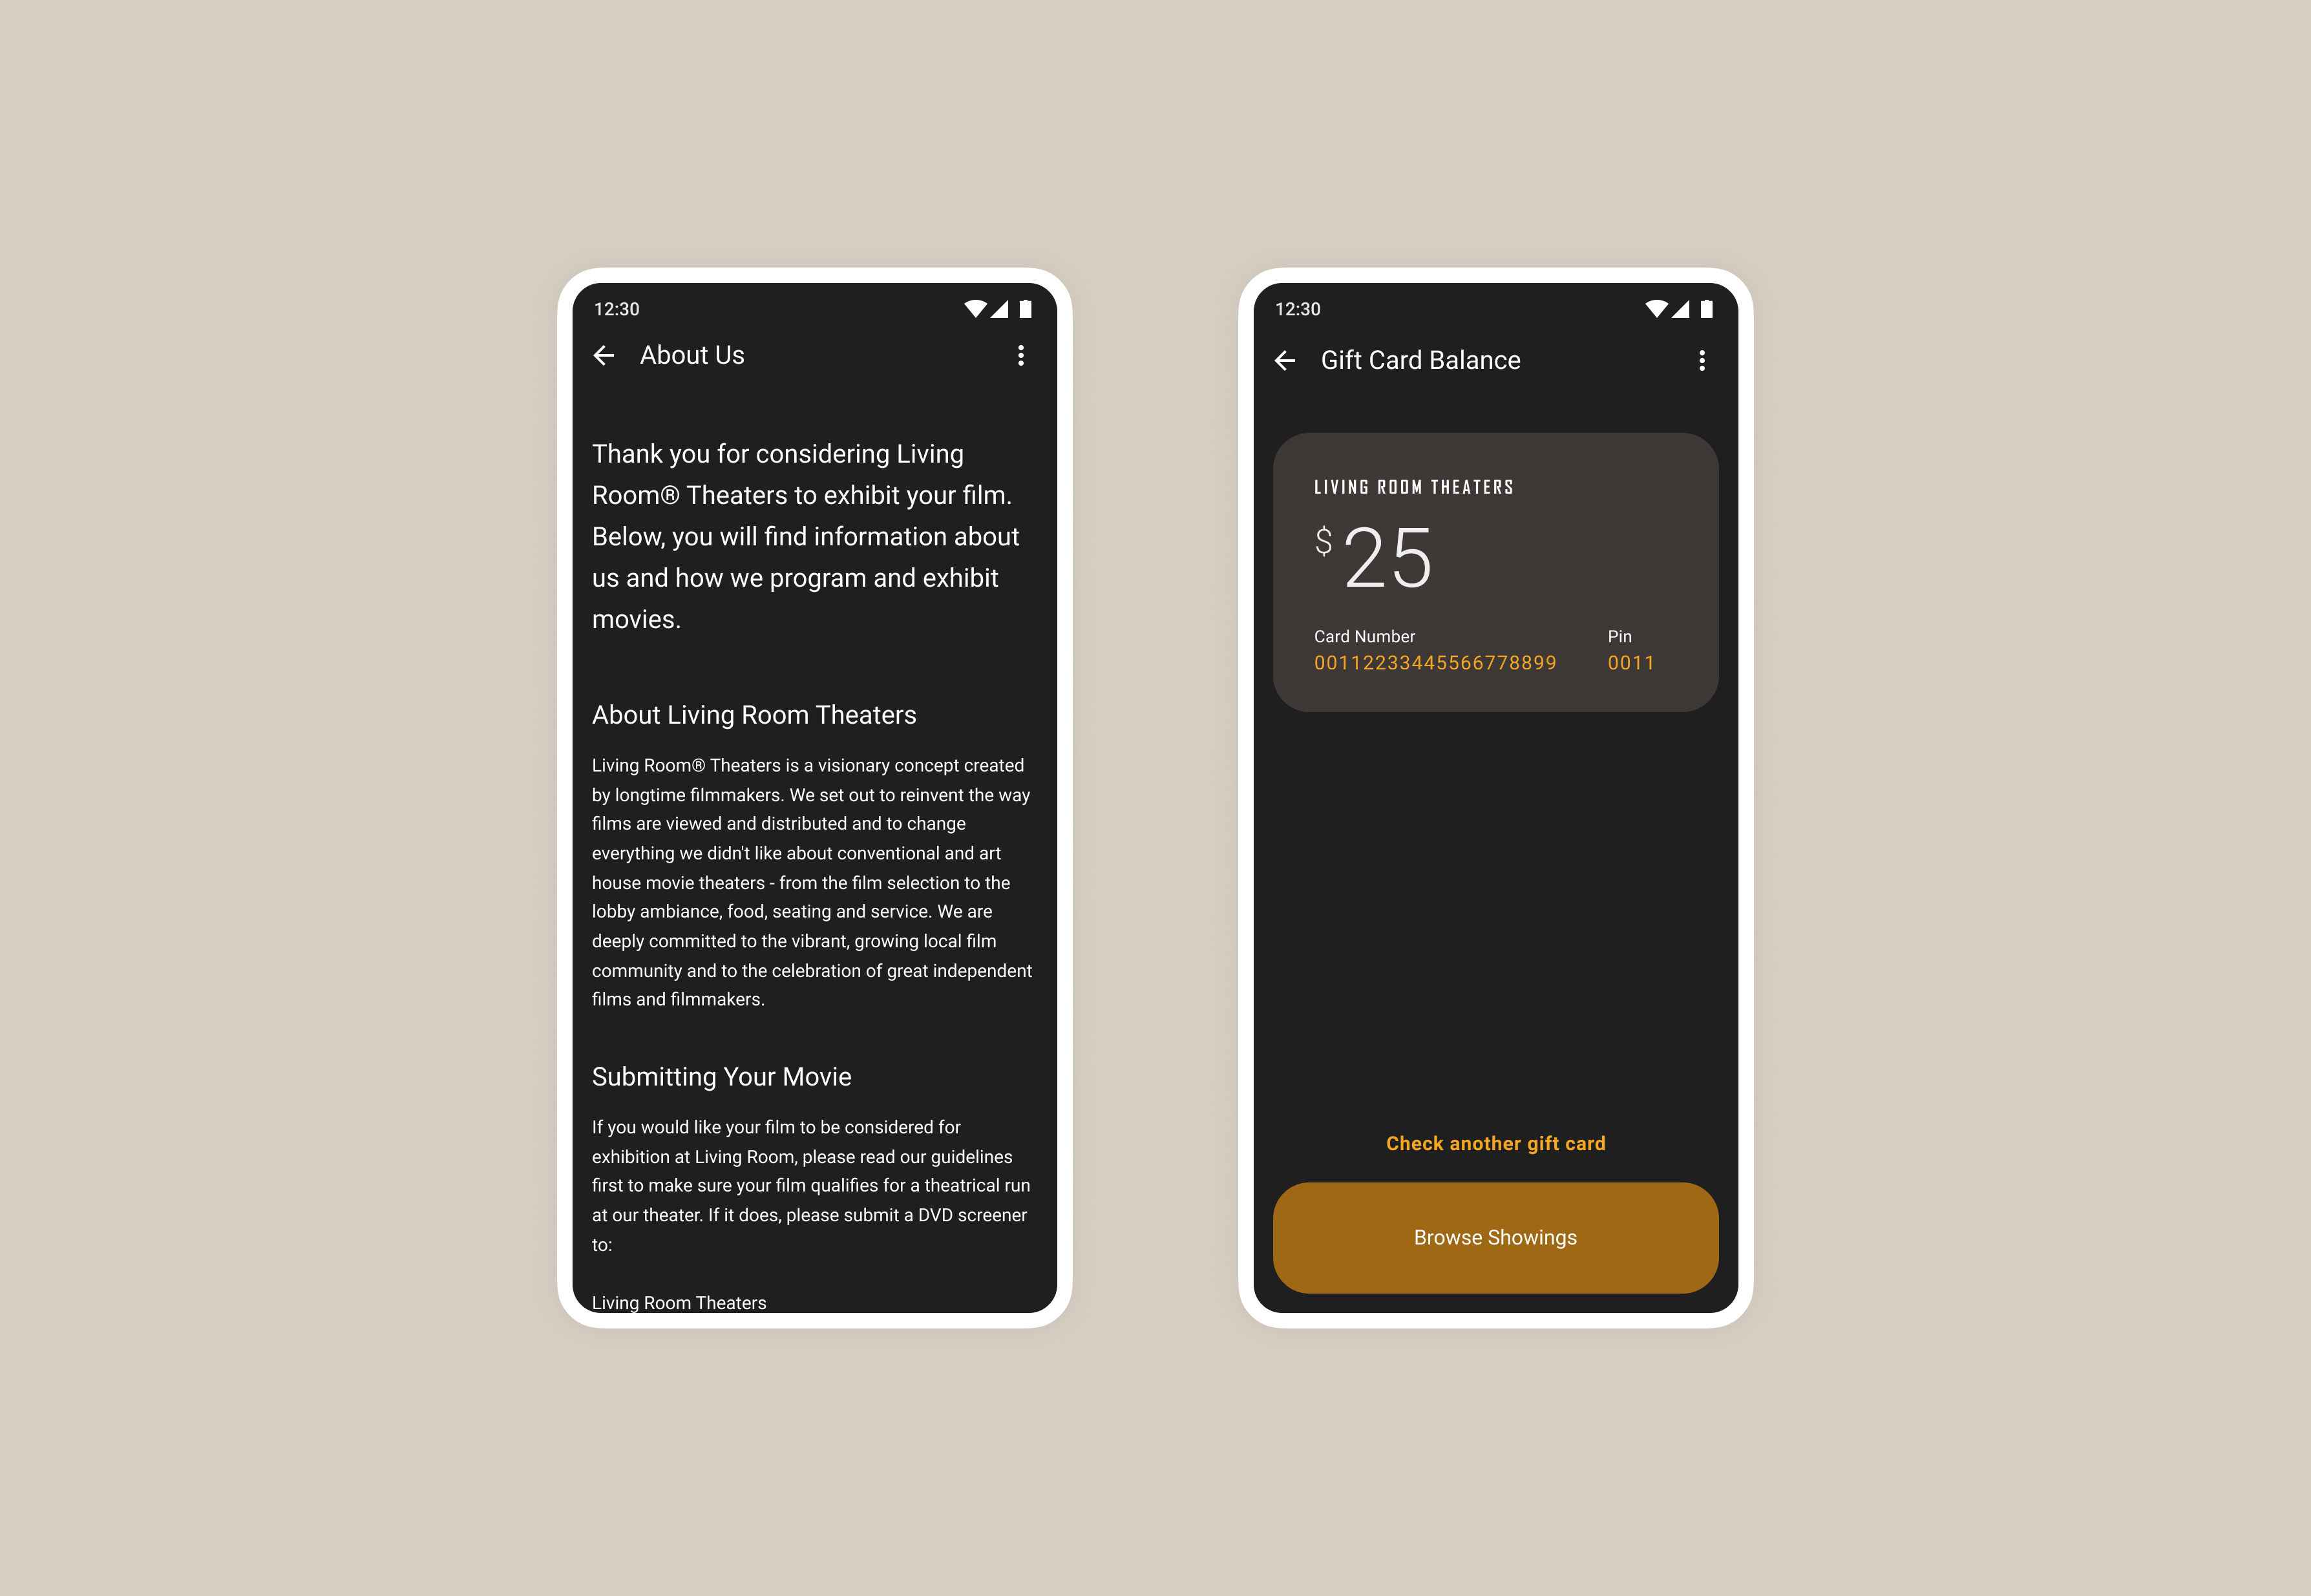 12:30
About Us
Thank you for considering Living
Room® Theaters to exhibit your film.
Below, you will find information about
us and how we program and exhibit
movies.
About Living Room Theaters
Living Room® Theaters is a visionary concept created
by longtime filmmakers. We set out to reinvent the way
films are viewed and distributed and to change
everything we didn't like about conventional and art
house movie theaters - from the film selection to the
lobby ambiance, food, seating and service. We are
deeply committed to the vibrant, growing local film
community and to the celebration of great independent
films and filmmakers.
Submitting Your Movie
If you would like your film to be considered for
exhibition at Living Room, please read our guidelines
first to make sure your film qualifies for a theatrical run
at our theater. If it does, please submit a DVD screener
to:
Living Room Theaters
12:30
Gift Card Balance
LIVING ROOM THEATERS
$ 25
Card Number Pin
00112233445566778899 0011
Check another gift card
Browse Showings